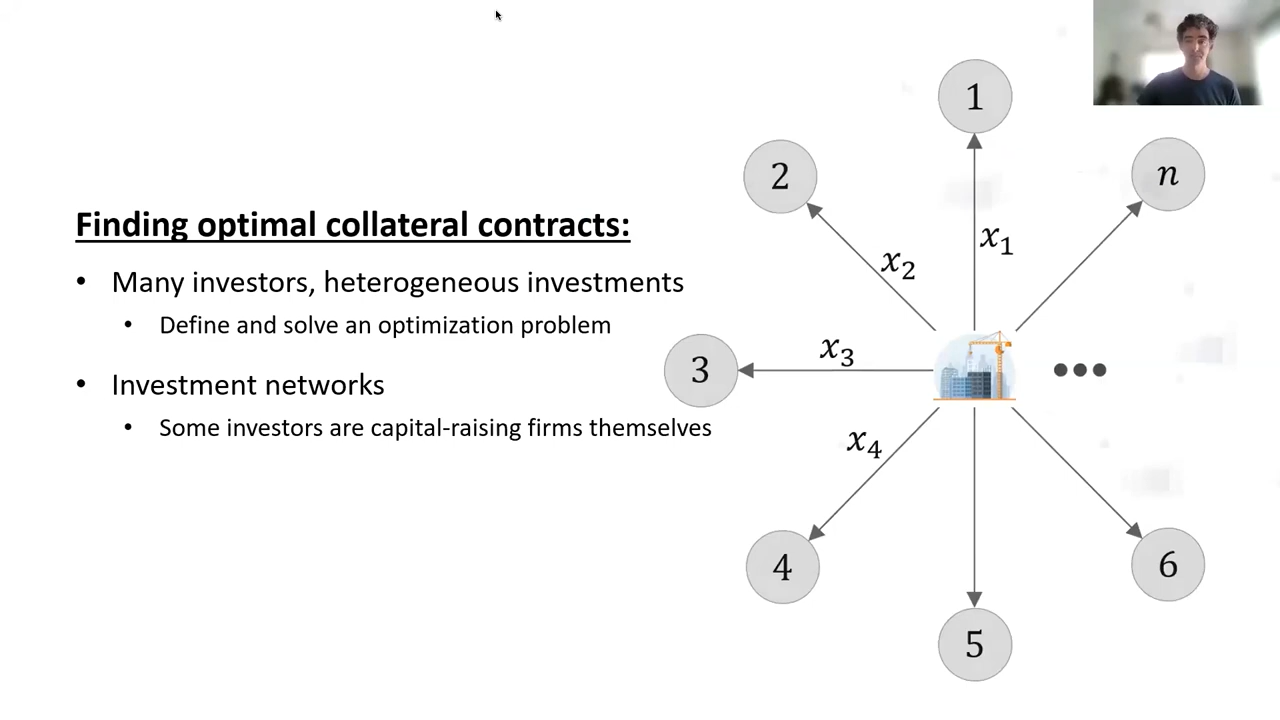 Finding optimal collateral contracts:
• Many investors, heterogeneous investments
• Define and solve an optimization problem
• Investment networks
• Some investors are capital-raising firms themselves
1
2
n
x₁
x₂
x₃
3
x₄
4
6
5